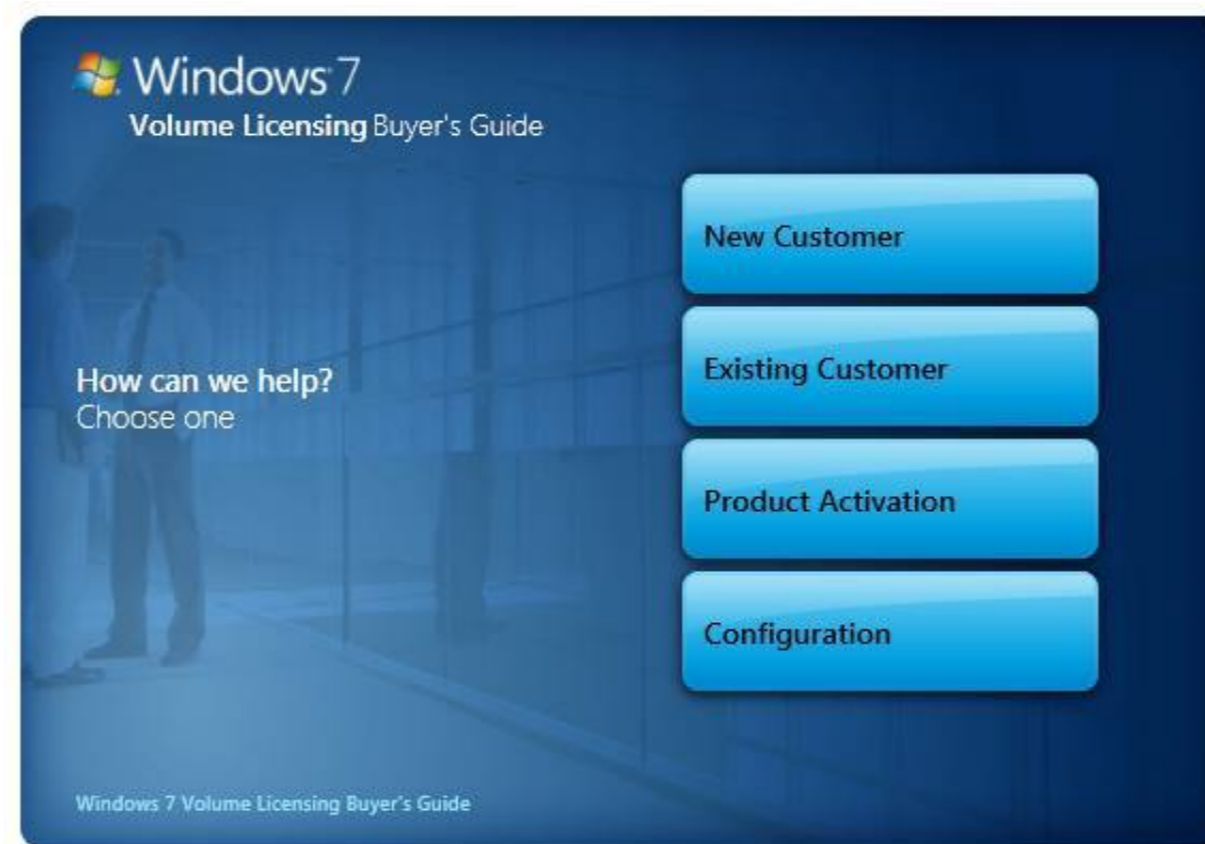 Windows 7
Volume Licensing Buyer's Guide
How can we help?
Choose one
New Customer
Existing Customer
Product Activation
Configuration
Windows 7 Volume Licensing Buyer's Guide